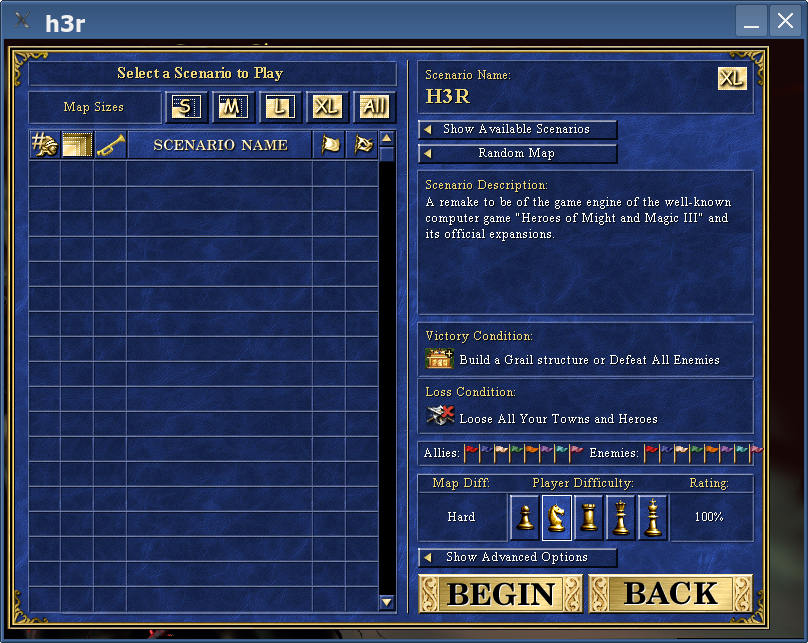 h3r
Select a Scenario to Play
Map Sizes
S M L XL All
# SCENARIO NAME
Scenario Name:
XL
H3R
Show Available Scenarios
Random Map
Scenario Description:
A remake to be of the game engine of the well-known
computer game "Heroes of Might and Magic III" and
its official expansions.
Victory Condition:
Build a Grail structure or Defeat All Enemies
Loss Condition:
Loose All Your Towns and Heroes
Allies: Enemies:
Map Diff: Player Difficulty: Rating:
Hard 100%
Show Advanced Options
BEGIN BACK